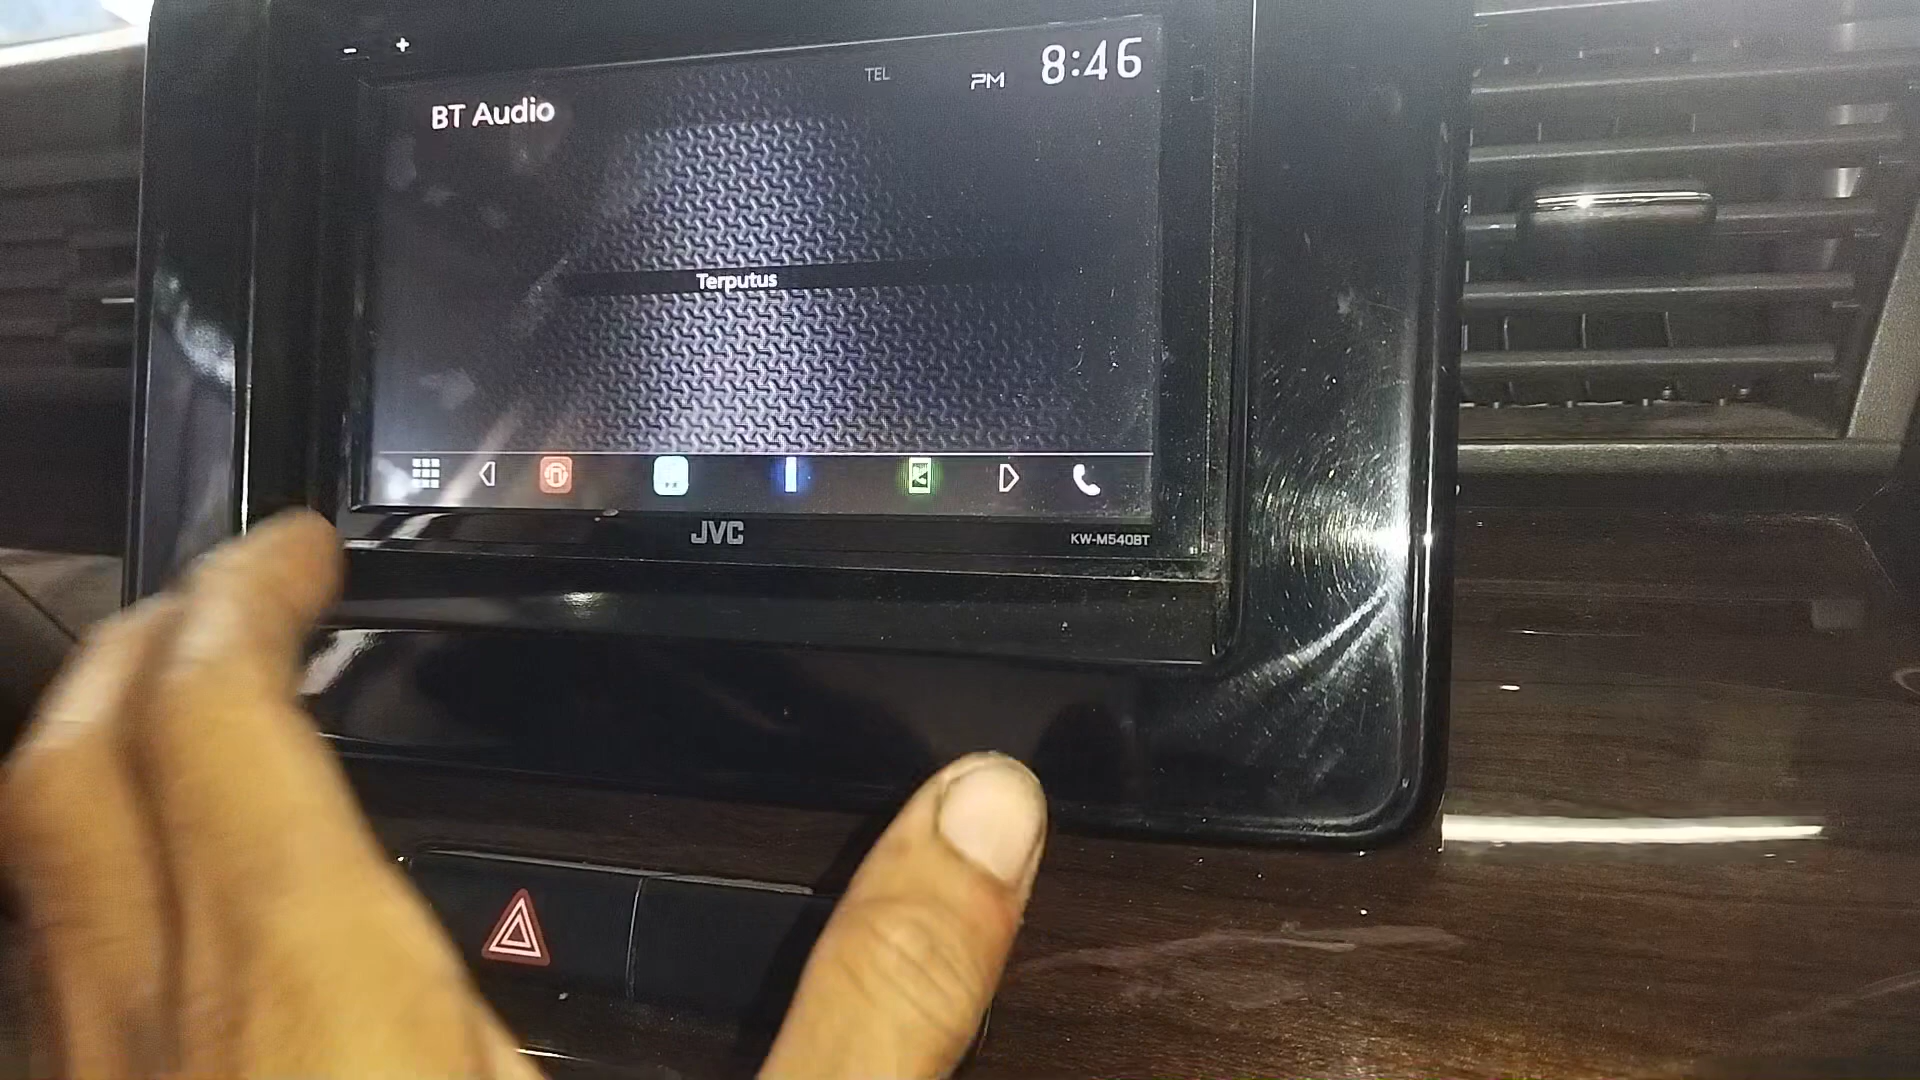 - +
TEL PM 8:46
BT Audio
Terputus
JVC
KW-M540BT